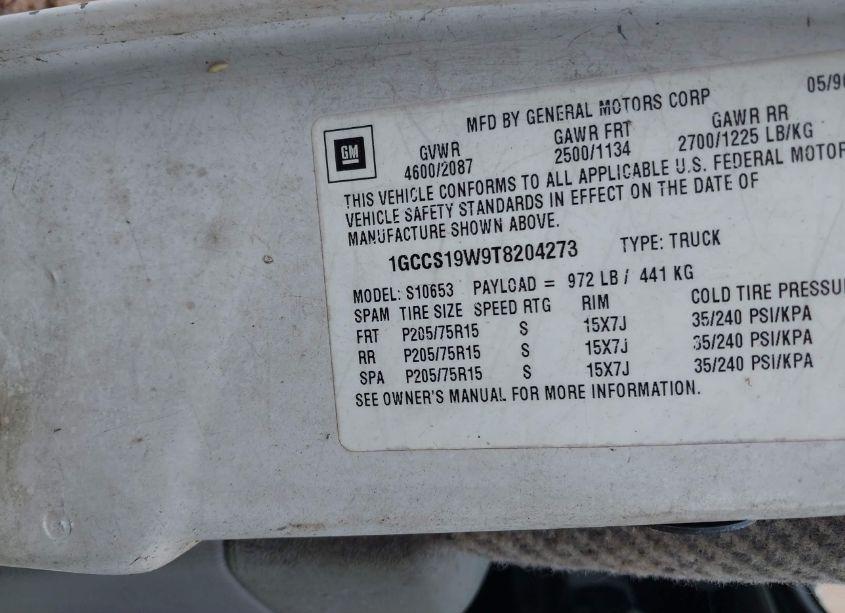 MFD BY GENERAL MOTORS CORP 05/96
GM
GVWR GAWR FRT GAWR RR
4600/2087 2500/1134 2700/1225 LB/KG
THIS VEHICLE CONFORMS TO ALL APPLICABLE U.S. FEDERAL MOTOR
VEHICLE SAFETY STANDARDS IN EFFECT ON THE DATE OF
MANUFACTURE SHOWN ABOVE.
1GCCS19W9T8204273 TYPE: TRUCK
MODEL: S10653 PAYLOAD = 972 LB / 441 KG
SPAM TIRE SIZE SPEED RTG RIM COLD TIRE PRESSURE
FRT P205/75R15 S 15X7J 35/240 PSI/KPA
RR P205/75R15 S 15X7J 35/240 PSI/KPA
SPA P205/75R15 S 15X7J 35/240 PSI/KPA
SEE OWNER'S MANUAL FOR MORE INFORMATION.